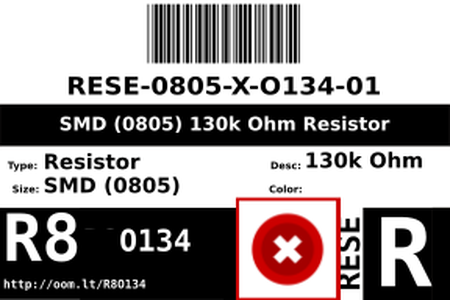 RESE-0805-X-O134-01
SMD (0805) 130k Ohm Resistor
Type: Resistor
Desc: 130k Ohm
Size: SMD (0805)
Color:
R8 0134
RESE
R
http://oom.lt/R80134